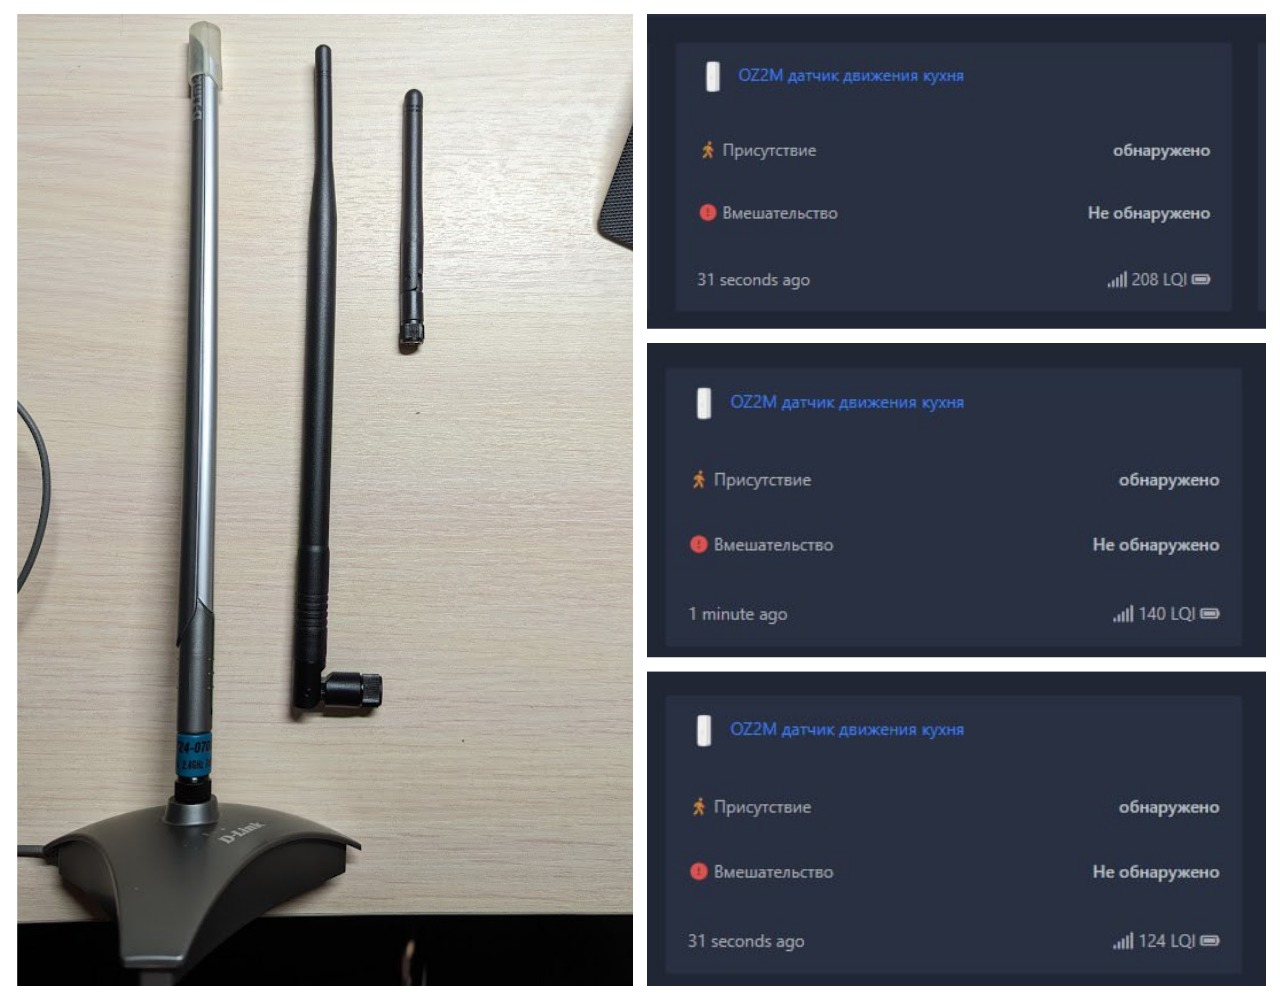 D-Link
24-070
2.4GHz
D-Link
OZ2M датчик движения кухня
Присутствие обнаружено
Вмешательство Не обнаружено
31 seconds ago 208 LQI
OZ2M датчик движения кухня
Присутствие обнаружено
Вмешательство Не обнаружено
1 minute ago 140 LQI
OZ2M датчик движения кухня
Присутствие обнаружено
Вмешательство Не обнаружено
31 seconds ago 124 LQI